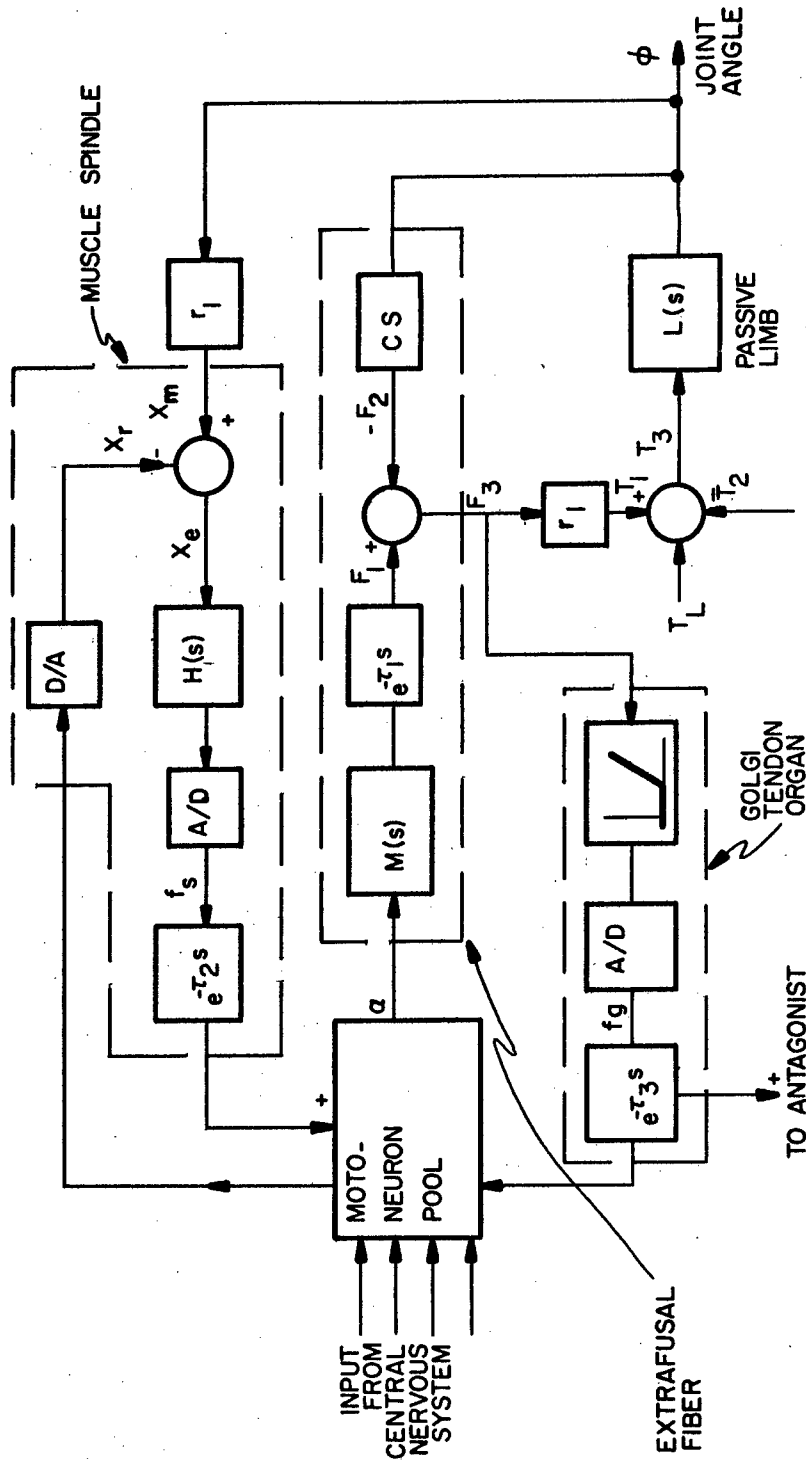 MUSCLE SPINDLE
D/A
Xr
-
Xm
+
r1
Xe
H1(s)
A/D
fs
e^-τ2s
+
INPUT
FROM
CENTRAL
NERVOUS
SYSTEM
MOTO-
NEURON
POOL
α
M(s)
e^-τ1s
F1
+
-F2
CS
F3
EXTRAFUSAL
FIBER
r1
T1
+
TL
T2
-
T3
L(s)
PASSIVE
LIMB
φ
JOINT
ANGLE
e^-τ3s
fg
A/D
GOLGI
TENDON
ORGAN
+
TO ANTAGONIST